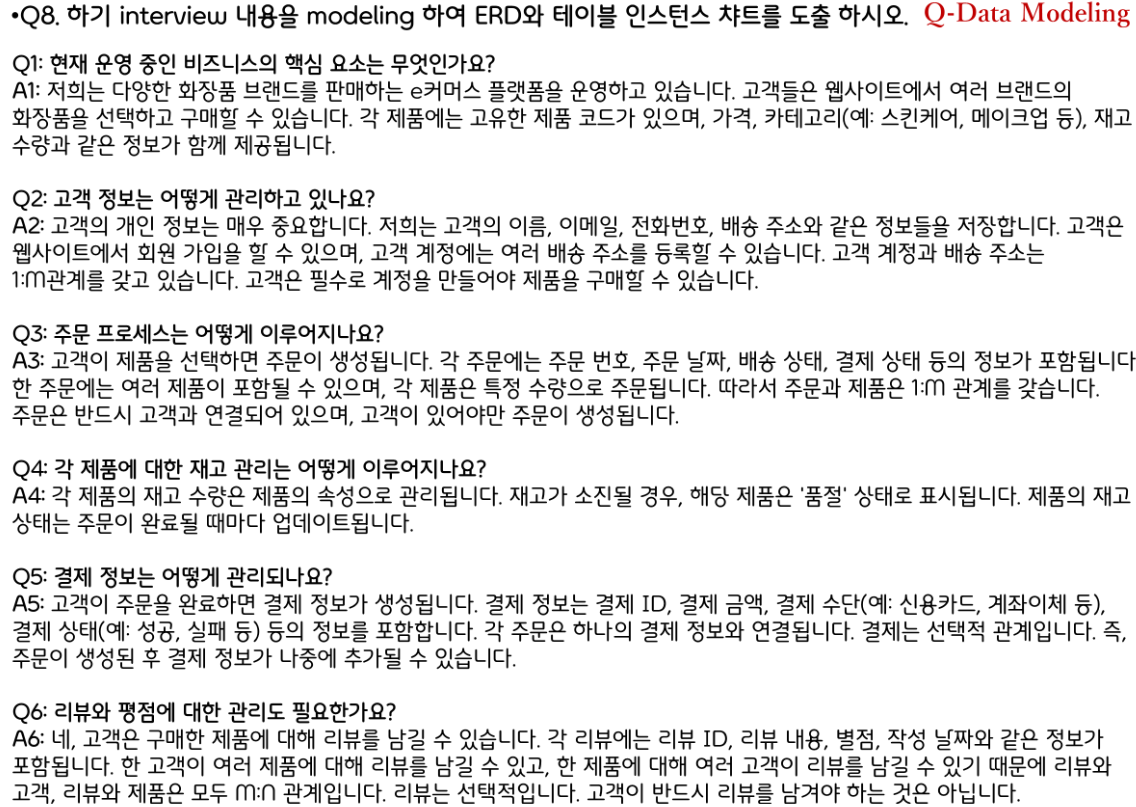 •Q8. 하기 interview 내용을 modeling 하여 ERD와 테이블 인스턴스 챠트를 도출 하시오. Q-Data Modeling
Q1: 현재 운영 중인 비즈니스의 핵심 요소는 무엇인가요?
A1: 저희는 다양한 화장품 브랜드를 판매하는 e커머스 플랫폼을 운영하고 있습니다. 고객들은 웹사이트에서 여러 브랜드의
화장품을 선택하고 구매할 수 있습니다. 각 제품에는 고유한 제품 코드가 있으며, 가격, 카테고리(예: 스킨케어, 메이크업 등), 재고
수량과 같은 정보가 함께 제공됩니다.
Q2: 고객 정보는 어떻게 관리하고 있나요?
A2: 고객의 개인 정보는 매우 중요합니다. 저희는 고객의 이름, 이메일, 전화번호, 배송 주소와 같은 정보들을 저장합니다. 고객은
웹사이트에서 회원 가입을 할 수 있으며, 고객 계정에는 여러 배송 주소를 등록할 수 있습니다. 고객 계정과 배송 주소는
1:M관계를 갖고 있습니다. 고객은 필수로 계정을 만들어야 제품을 구매할 수 있습니다.
Q3: 주문 프로세스는 어떻게 이루어지나요?
A3: 고객이 제품을 선택하면 주문이 생성됩니다. 각 주문에는 주문 번호, 주문 날짜, 배송 상태, 결제 상태 등의 정보가 포함됩니다
한 주문에는 여러 제품이 포함될 수 있으며, 각 제품은 특정 수량으로 주문됩니다. 따라서 주문과 제품은 1:M 관계를 갖습니다.
주문은 반드시 고객과 연결되어 있으며, 고객이 있어야만 주문이 생성됩니다.
Q4: 각 제품에 대한 재고 관리는 어떻게 이루어지나요?
A4: 각 제품의 재고 수량은 제품의 속성으로 관리됩니다. 재고가 소진될 경우, 해당 제품은 '품절' 상태로 표시됩니다. 제품의 재고
상태는 주문이 완료될 때마다 업데이트됩니다.
Q5: 결제 정보는 어떻게 관리되나요?
A5: 고객이 주문을 완료하면 결제 정보가 생성됩니다. 결제 정보는 결제 ID, 결제 금액, 결제 수단(예: 신용카드, 계좌이체 등),
결제 상태(예: 성공, 실패 등) 등의 정보를 포함합니다. 각 주문은 하나의 결제 정보와 연결됩니다. 결제는 선택적 관계입니다. 즉,
주문이 생성된 후 결제 정보가 나중에 추가될 수 있습니다.
Q6: 리뷰와 평점에 대한 관리도 필요한가요?
A6: 네, 고객은 구매한 제품에 대해 리뷰를 남길 수 있습니다. 각 리뷰에는 리뷰 ID, 리뷰 내용, 별점, 작성 날짜와 같은 정보가
포함됩니다. 한 고객이 여러 제품에 대해 리뷰를 남길 수 있고, 한 제품에 대해 여러 고객이 리뷰를 남길 수 있기 때문에 리뷰와
고객, 리뷰와 제품은 모두 M:N 관계입니다. 리뷰는 선택적입니다. 고객이 반드시 리뷰를 남겨야 하는 것은 아닙니다.